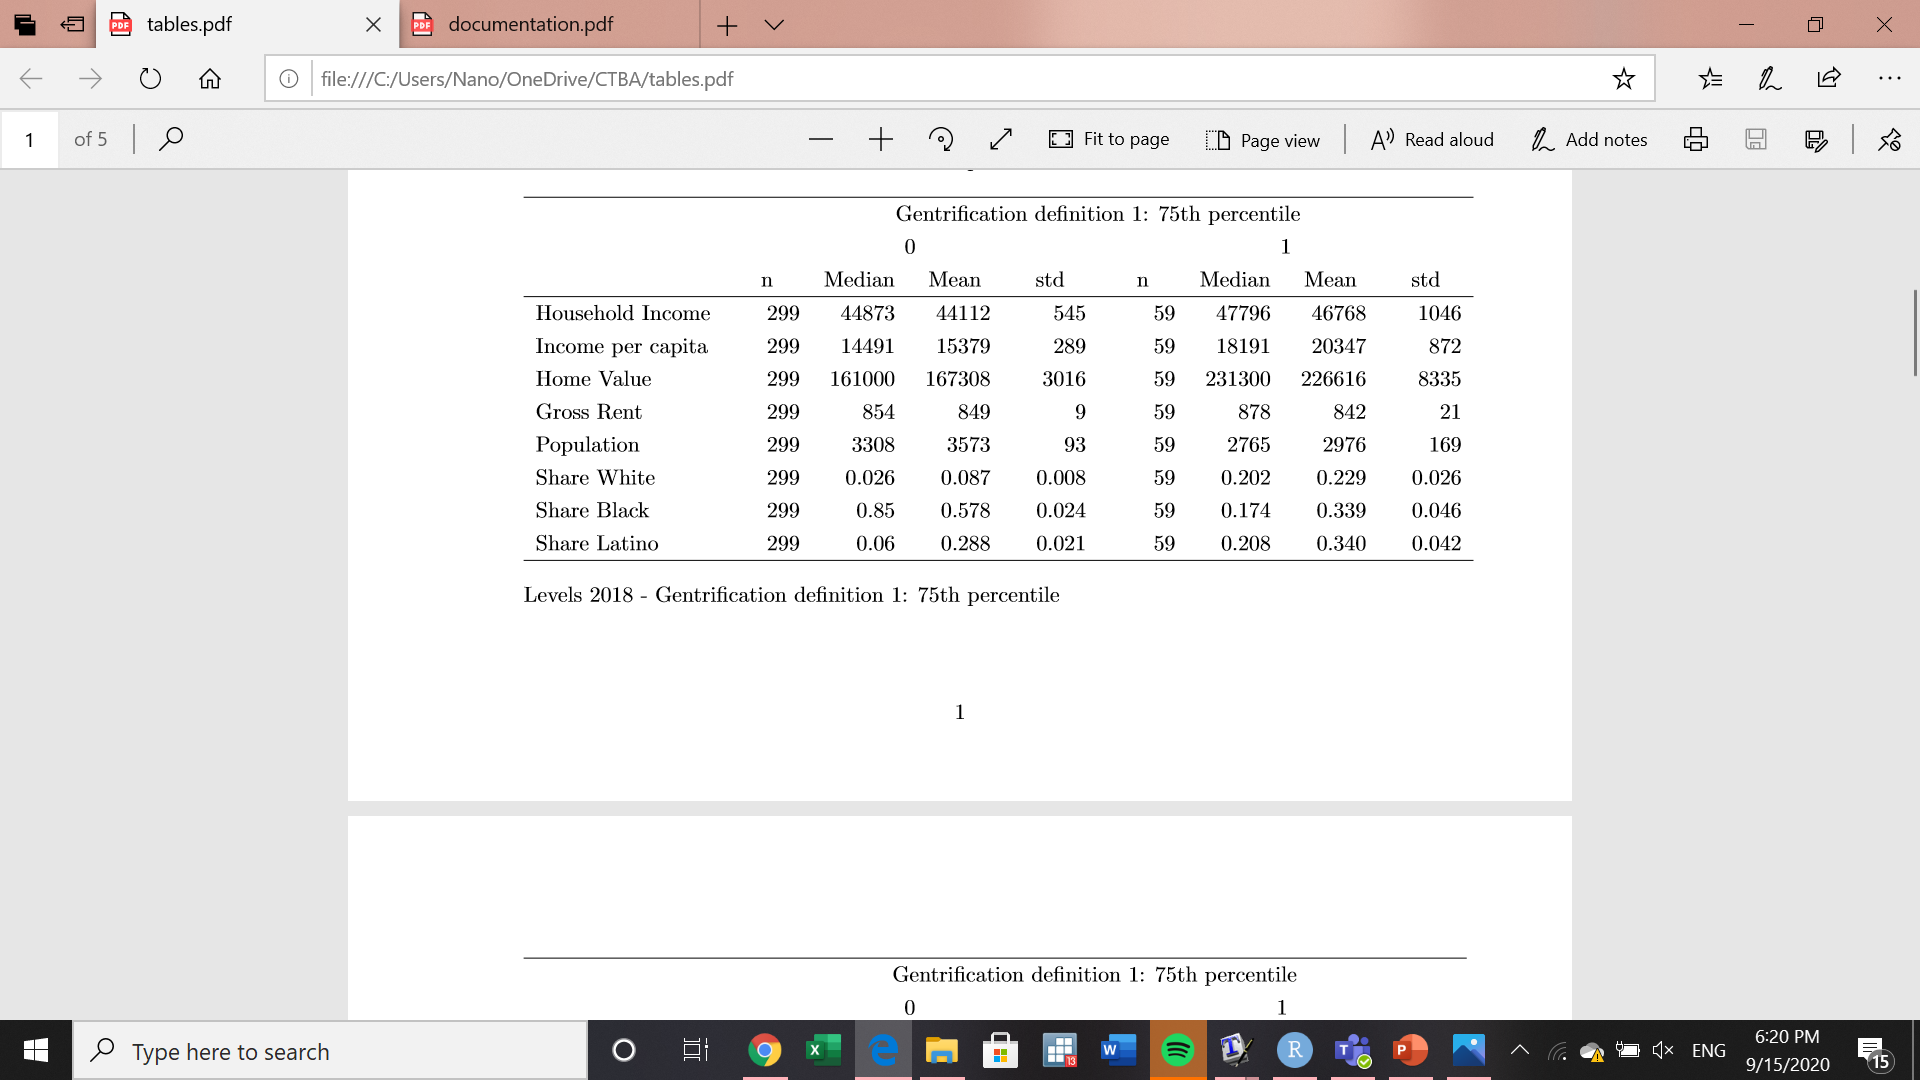 tables.pdf documentation.pdf
file:///C:/Users/Nano/OneDrive/CTBA/tables.pdf
1 of 5 Fit to page Page view Read aloud Add notes
Gentrification definition 1: 75th percentile
0 1
n Median Mean std n Median Mean std
Household Income 299 44873 44112 545 59 47796 46768 1046
Income per capita 299 14491 15379 289 59 18191 20347 872
Home Value 299 161000 167308 3016 59 231300 226616 8335
Gross Rent 299 854 849 9 59 878 842 21
Population 299 3308 3573 93 59 2765 2976 169
Share White 299 0.026 0.087 0.008 59 0.202 0.229 0.026
Share Black 299 0.85 0.578 0.024 59 0.174 0.339 0.046
Share Latino 299 0.06 0.288 0.021 59 0.208 0.340 0.042
Levels 2018 - Gentrification definition 1: 75th percentile
1
Gentrification definition 1: 75th percentile
0 1
Type here to search ENG 6:20 PM
9/15/2020 15